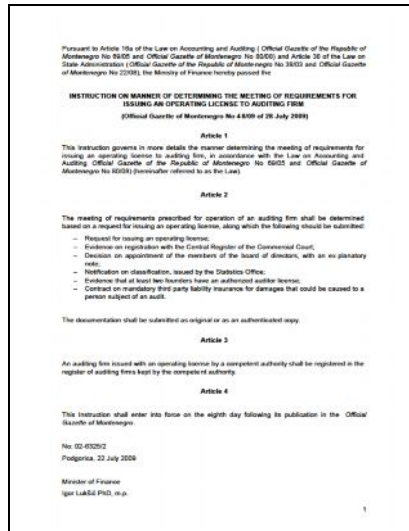 Pursuant to Article 16a of the Law on Accounting and Auditing ( Official Gazette of the Republic of
Montenegro No 69/05 and Official Gazette of Montenegro No 80/08) and Article 38 of the Law on
State Administration ( Official Gazette of the Republic of Montenegro No 38/03 and Official Gazette
of Montenegro No 22/08), the Ministry of Finance hereby passed the
INSTRUCTION ON MANNER OF DETERMINING THE MEETING OF REQUIREMENTS FOR
ISSUING AN OPERATING LICENSE TO AUDITING FIRM
(Official Gazette of Montenegro No 48/09 of 28 July 2009)
Article 1
This Instruction governs in more details the manner determining the meeting of requirements for
issuing an operating license to auditing firm, in accordance with the Law on Accounting and
Auditing Official Gazette of the Republic of Montenegro No 69/05 and Official Gazette of
Montenegro No 80/08) (hereinafter referred to as the Law).
Article 2
The meeting of requirements prescribed for operation of an auditing firm shall be determined
based on a request for issuing an operating license, along which the following should be submitted:
– Request for issuing an operating license;
– Evidence on registration with the Central Register of the Commercial Court;
– Decision on appointment of the members of the board of directors, with an explanatory
note;
– Notification on classification, issued by the Statistics Office;
– Evidence that at least two founders have an authorized auditor license;
– Contract on mandatory third party liability insurance for damages that could be caused to a
person subject of an audit.
The documentation shall be submitted as original or as an authenticated copy.
Article 3
An auditing firm issued with an operating license by a competent authority shall be registered in the
register of auditing firms kept by the competent authority.
Article 4
This Instruction shall enter into force on the eighth day following its publication in the Official
Gazette of Montenegro.
No: 02-6325/2
Podgorica, 22 July 2009
Minister of Finance
Igor Lukšić PhD, m.p.
1